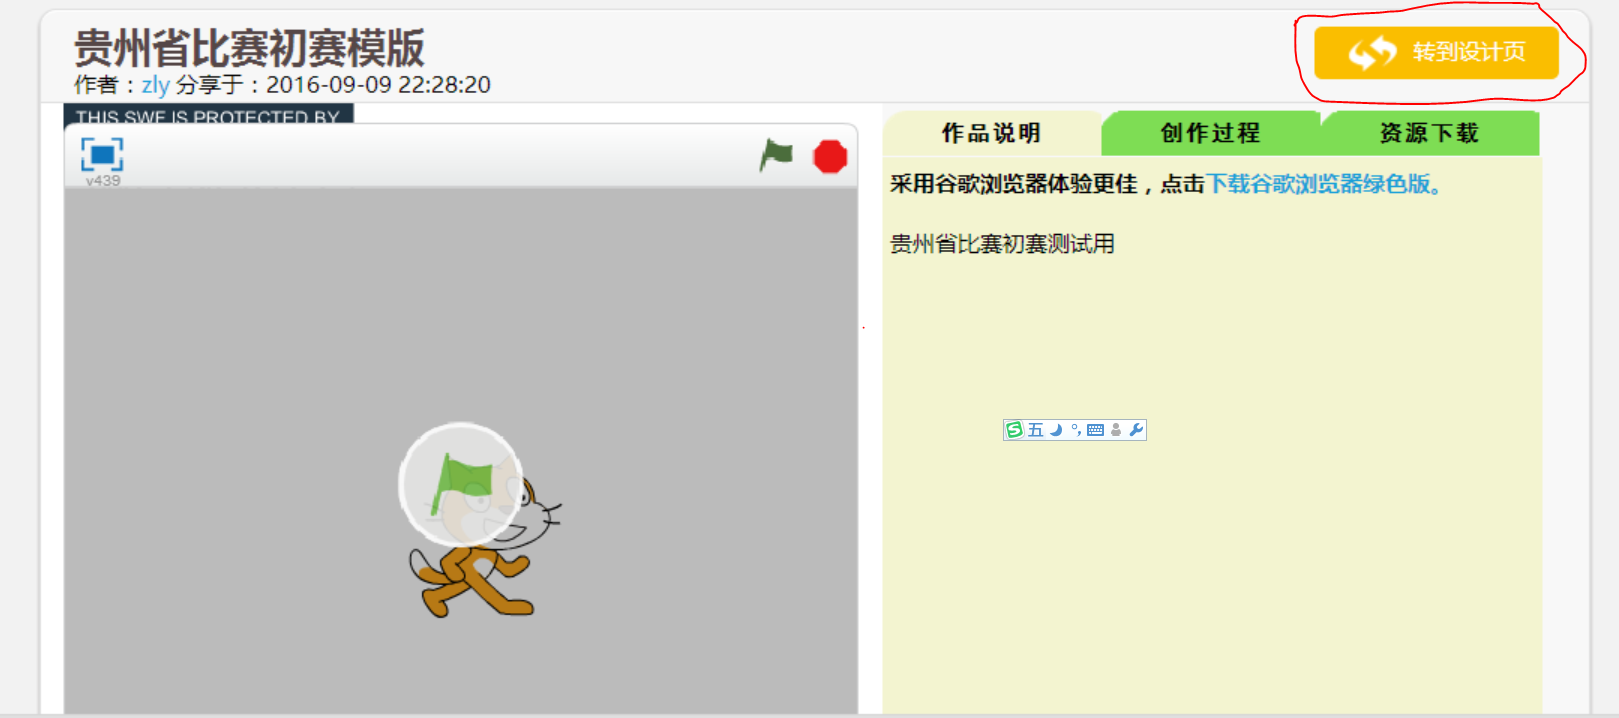 贵州省比赛初赛模版
转到设计页
作者：zly 分享于：2016-09-09 22:28:20
THIS SWF IS PROTECTED BY
v439
作品说明
创作过程
资源下载
采用谷歌浏览器体验更佳，点击下载谷歌浏览器绿色版。
贵州省比赛初赛测试用
五